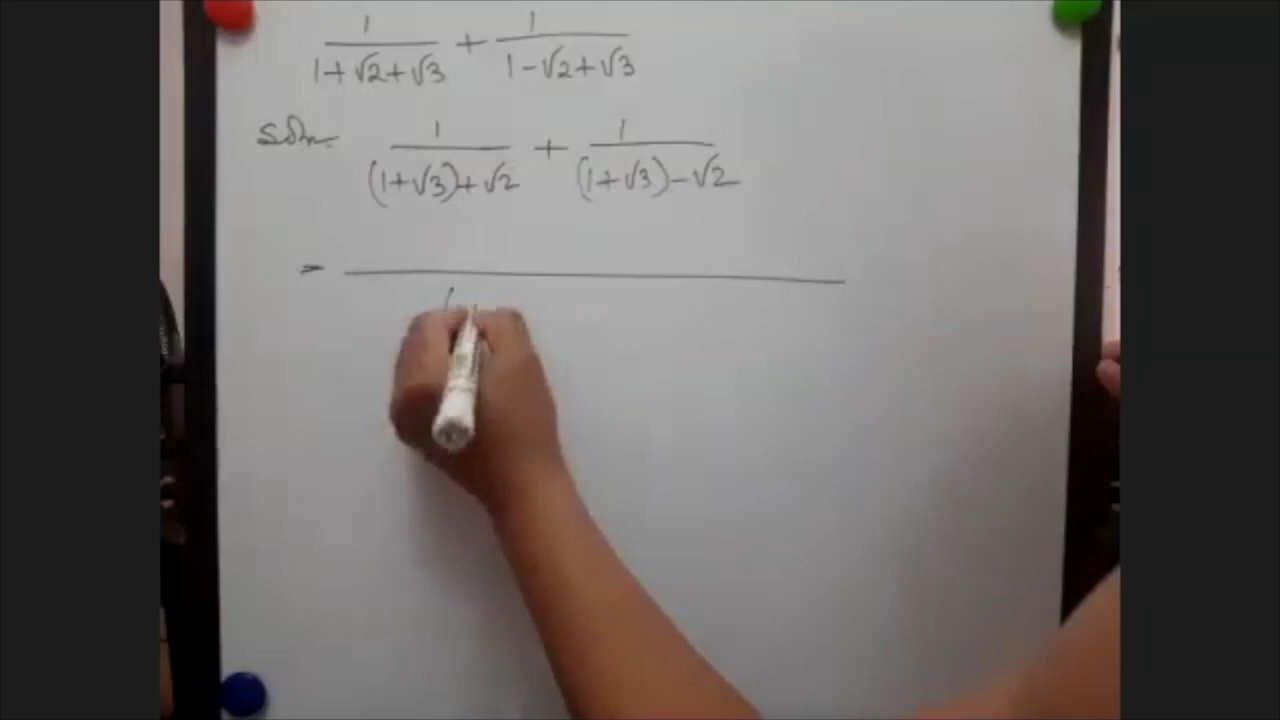 1/(1+√2+√3) + 1/(1-√2+√3)
Soln. 1/((1+√3)+√2) + 1/((1+√3)-√2)
= (